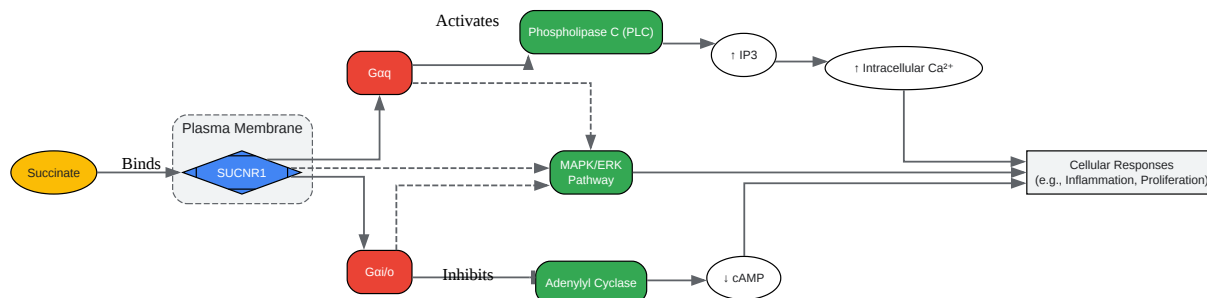 Activates
Phospholipase C (PLC)
↑ IP3
↑ Intracellular Ca²⁺
Gαq
Plasma Membrane
Succinate
Binds
SUCNR1
MAPK/ERK
Pathway
Cellular Responses
(e.g., Inflammation, Proliferation)
Gαi/o
Inhibits
Adenylyl Cyclase
↓ cAMP